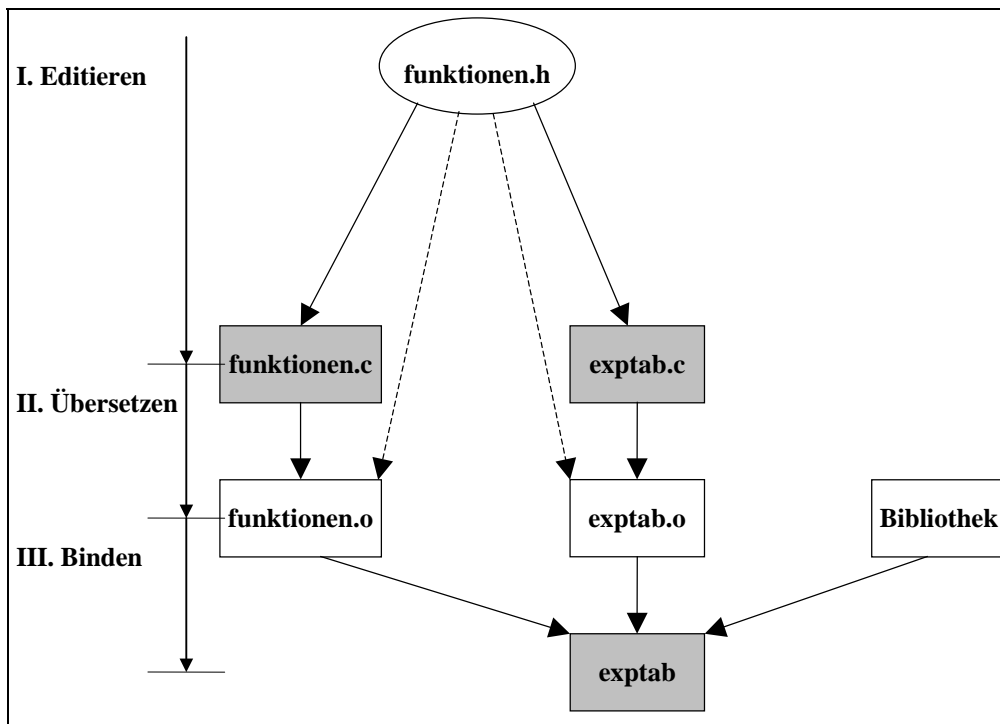 I. Editieren
funktionen.h
funktionen.c
exptab.c
II. Übersetzen
funktionen.o
exptab.o
Bibliothek
III. Binden
exptab